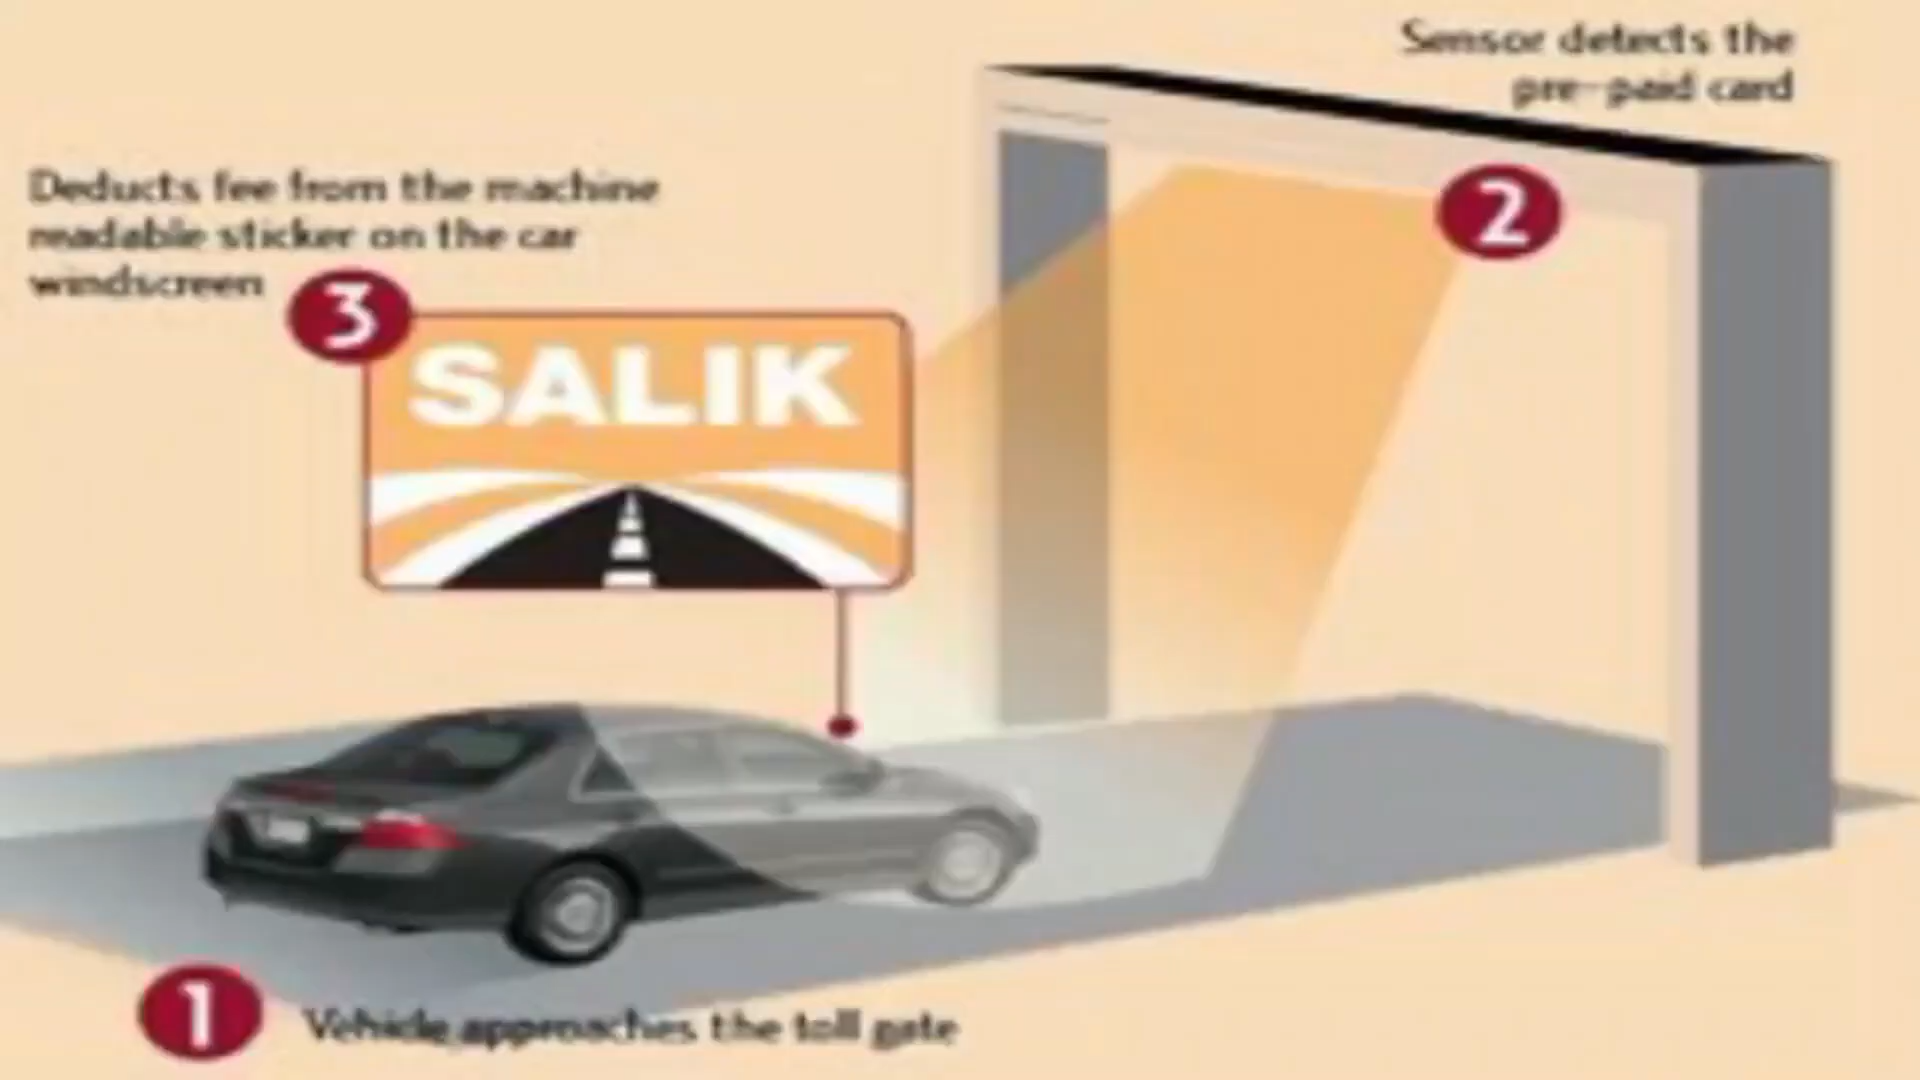 Sensor detects the
pre-paid card
2
Deducts fee from the machine
readable sticker on the car
windscreen
3
SALIK
1
Vehicle approaches the toll gate